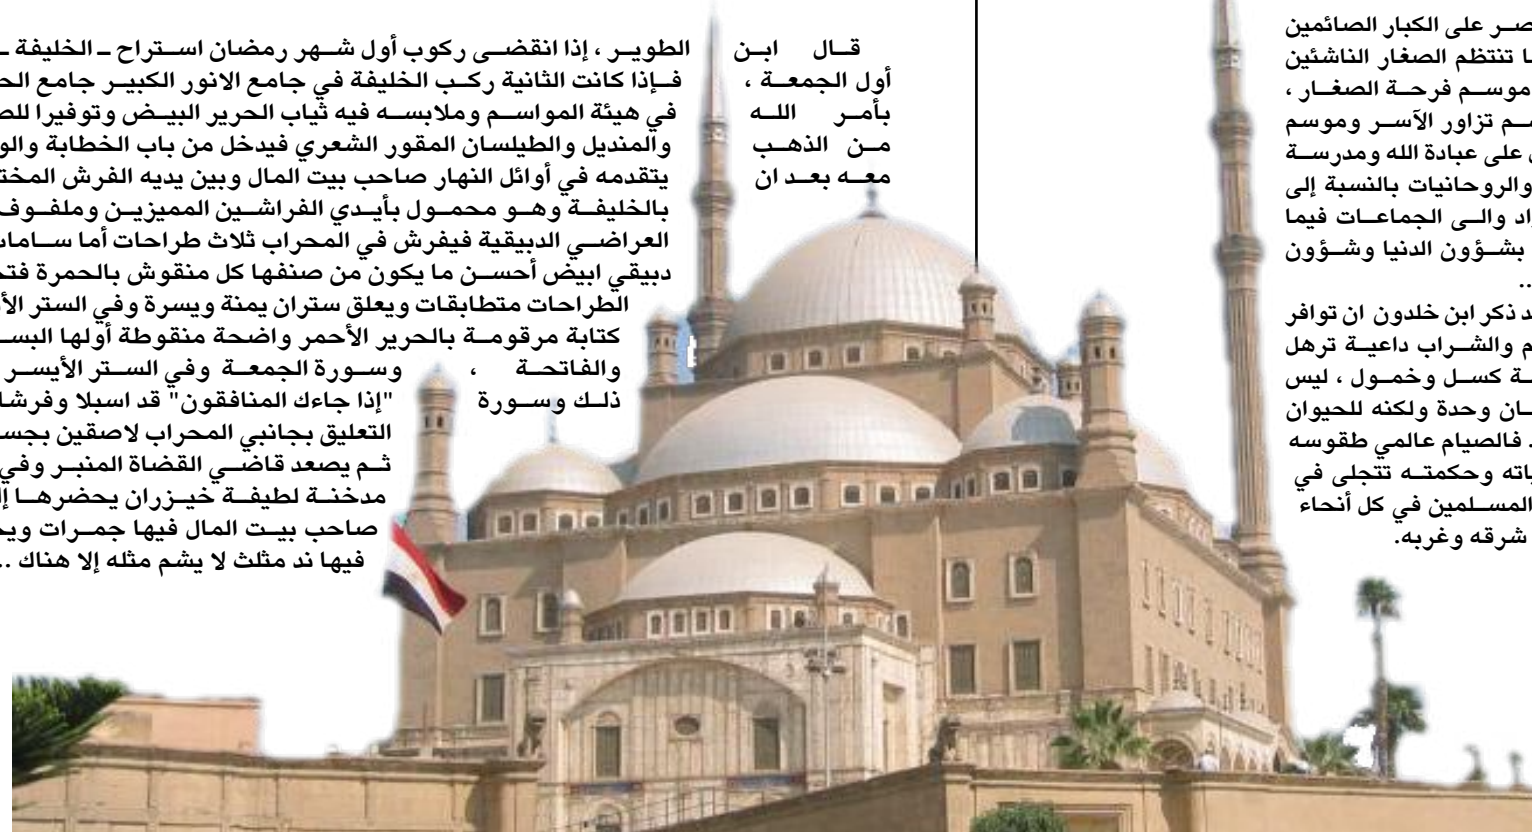 صر على الكبار الصائمين
ا تنتظم الصغار الناشئين
موسم فرحة الصغار ،
سم تزاور الآسر وموسم
على عبادة الله ومدرسة
والروحانيات بالنسبة إلى
راد والى الجماعات فيما
بشؤون الدنيا وشؤون
..
د ذكر ابن خلدون ان توافر
م والشراب داعية ترهل
ة كسل وخمول ، ليس
ان وحدة ولكنه للحيوان
فالصيام عالمي طقوسه
باته وحكمته تتجلى في
المسلمين في كل أنحاء
شرقه وغربه.
قال ابن الطوير ، إذا انقضى ركوب أول شهر رمضان استراح ـ الخليفة ـ
أول الجمعة ، فإذا كانت الثانية ركب الخليفة في جامع الانور الكبير جامع الح
بأمر الله في هيئة المواسم وملابسه فيه ثياب الحرير البيض وتوفيرا للص
من الذهب والمنديل والطيلسان المقور الشعري فيدخل من باب الخطابة والو
معه بعد ان يتقدمه في أوائل النهار صاحب بيت المال وبين يديه الفرش المخت
بالخليفة وهو محمول بأيدي الفراشين المميزين وملفوف
العراضي الدبيقية فيفرش في المحراب ثلاث طراحات أما سامان
دبيقي ابيض أحسن ما يكون من صنفها كل منقوش بالحمرة فتج
الطراحات متطابقات ويعلق ستران يمنة ويسرة وفي الستر الأ
كتابة مرقومة بالحرير الأحمر واضحة منقوطة أولها البس
والفاتحة ، وسورة الجمعة وفي الستر الأيسر
ذلك وسورة "إذا جاءك المنافقون" قد اسبلا وفرشا
التعليق بجانبي المحراب لاصقين بجس
ثم يصعد قاضي القضاة المنبر وفي
مدخنة لطيفة خيزران يحضرها إل
صاحب بيت المال فيها جمرات ويج
فيها ند مثلث لا يشم مثله إلا هناك ..